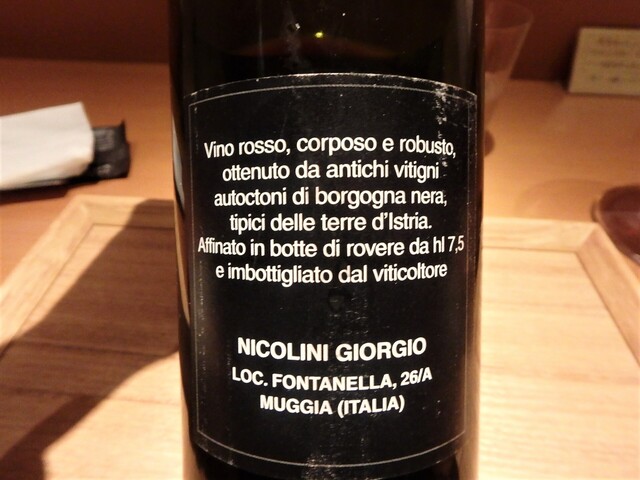 Vino rosso, corposo e robusto,
ottenuto da antichi vitigni
autoctoni di borgogna nera,
tipici delle terre d'Istria.
Affinato in botte di rovere da hl 7,5
e imbottigliato dal viticoltore
NICOLINI GIORGIO
LOC. FONTANELLA, 26/A
MUGGIA (ITALIA)